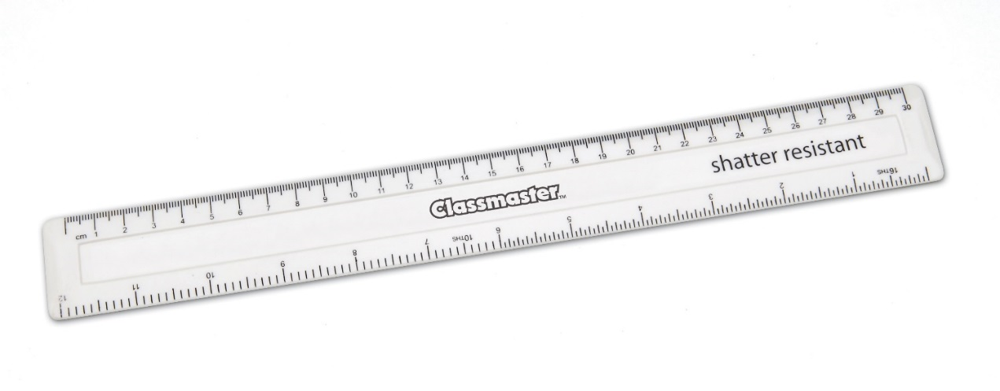 cm 1 2 3 4 5 6 7 8 9 10 11 12 13 14 15 16 17 18 19 20 21 22 23 24 25 26 27 28 29 30
shatter resistant
Classmaster™
12 11 10 9 8 7 10THS 6 5 4 3 2 1 16THS